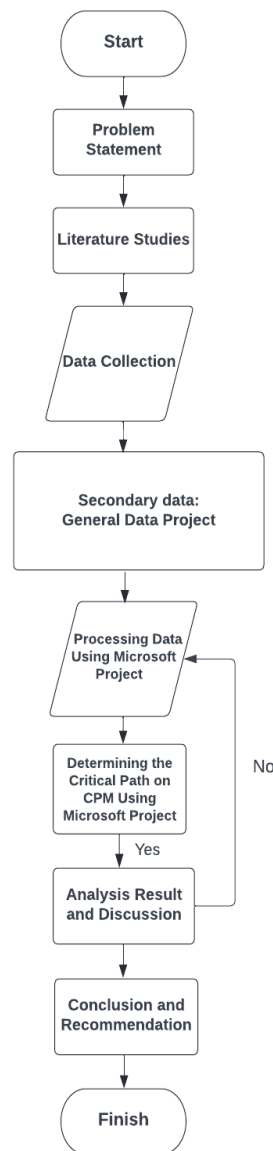 Start
Problem
Statement
Literature Studies
Data Collection
Secondary data:
General Data Project
Processing Data
Using Microsoft
Project
No
Determining the
Critical Path on
CPM Using
Microsoft Project
Yes
Analysis Result
and Discussion
Conclusion and
Recommendation
Finish